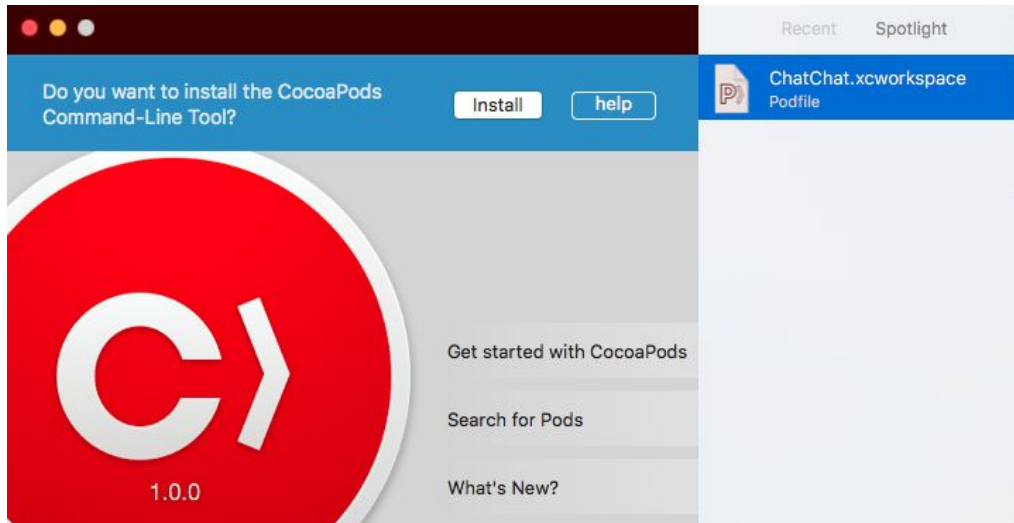 Do you want to install the CocoaPods
Command-Line Tool?
Install
help
Recent
Spotlight
ChatChat.xcworkspace
Podfile
P
C
1.0.0
Get started with CocoaPods
Search for Pods
What's New?